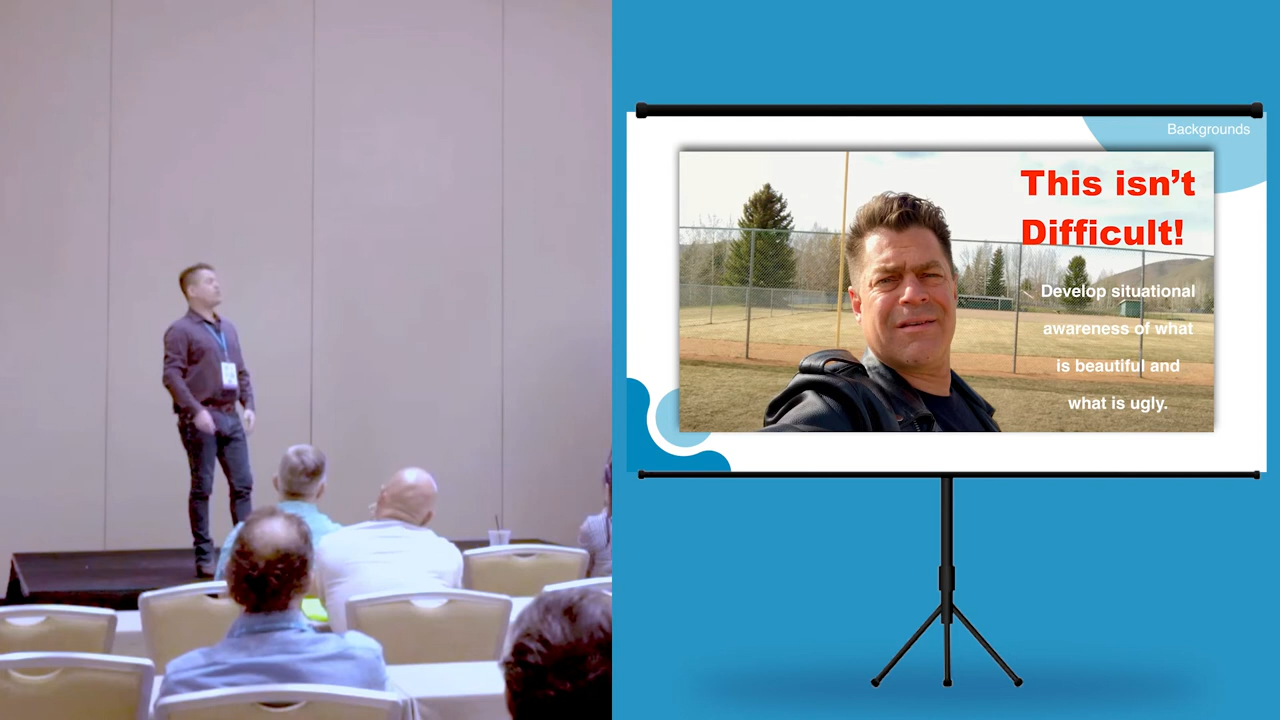 Backgrounds
This isn’t
Difficult!
Develop situational
awareness of what
is beautiful and
what is ugly.